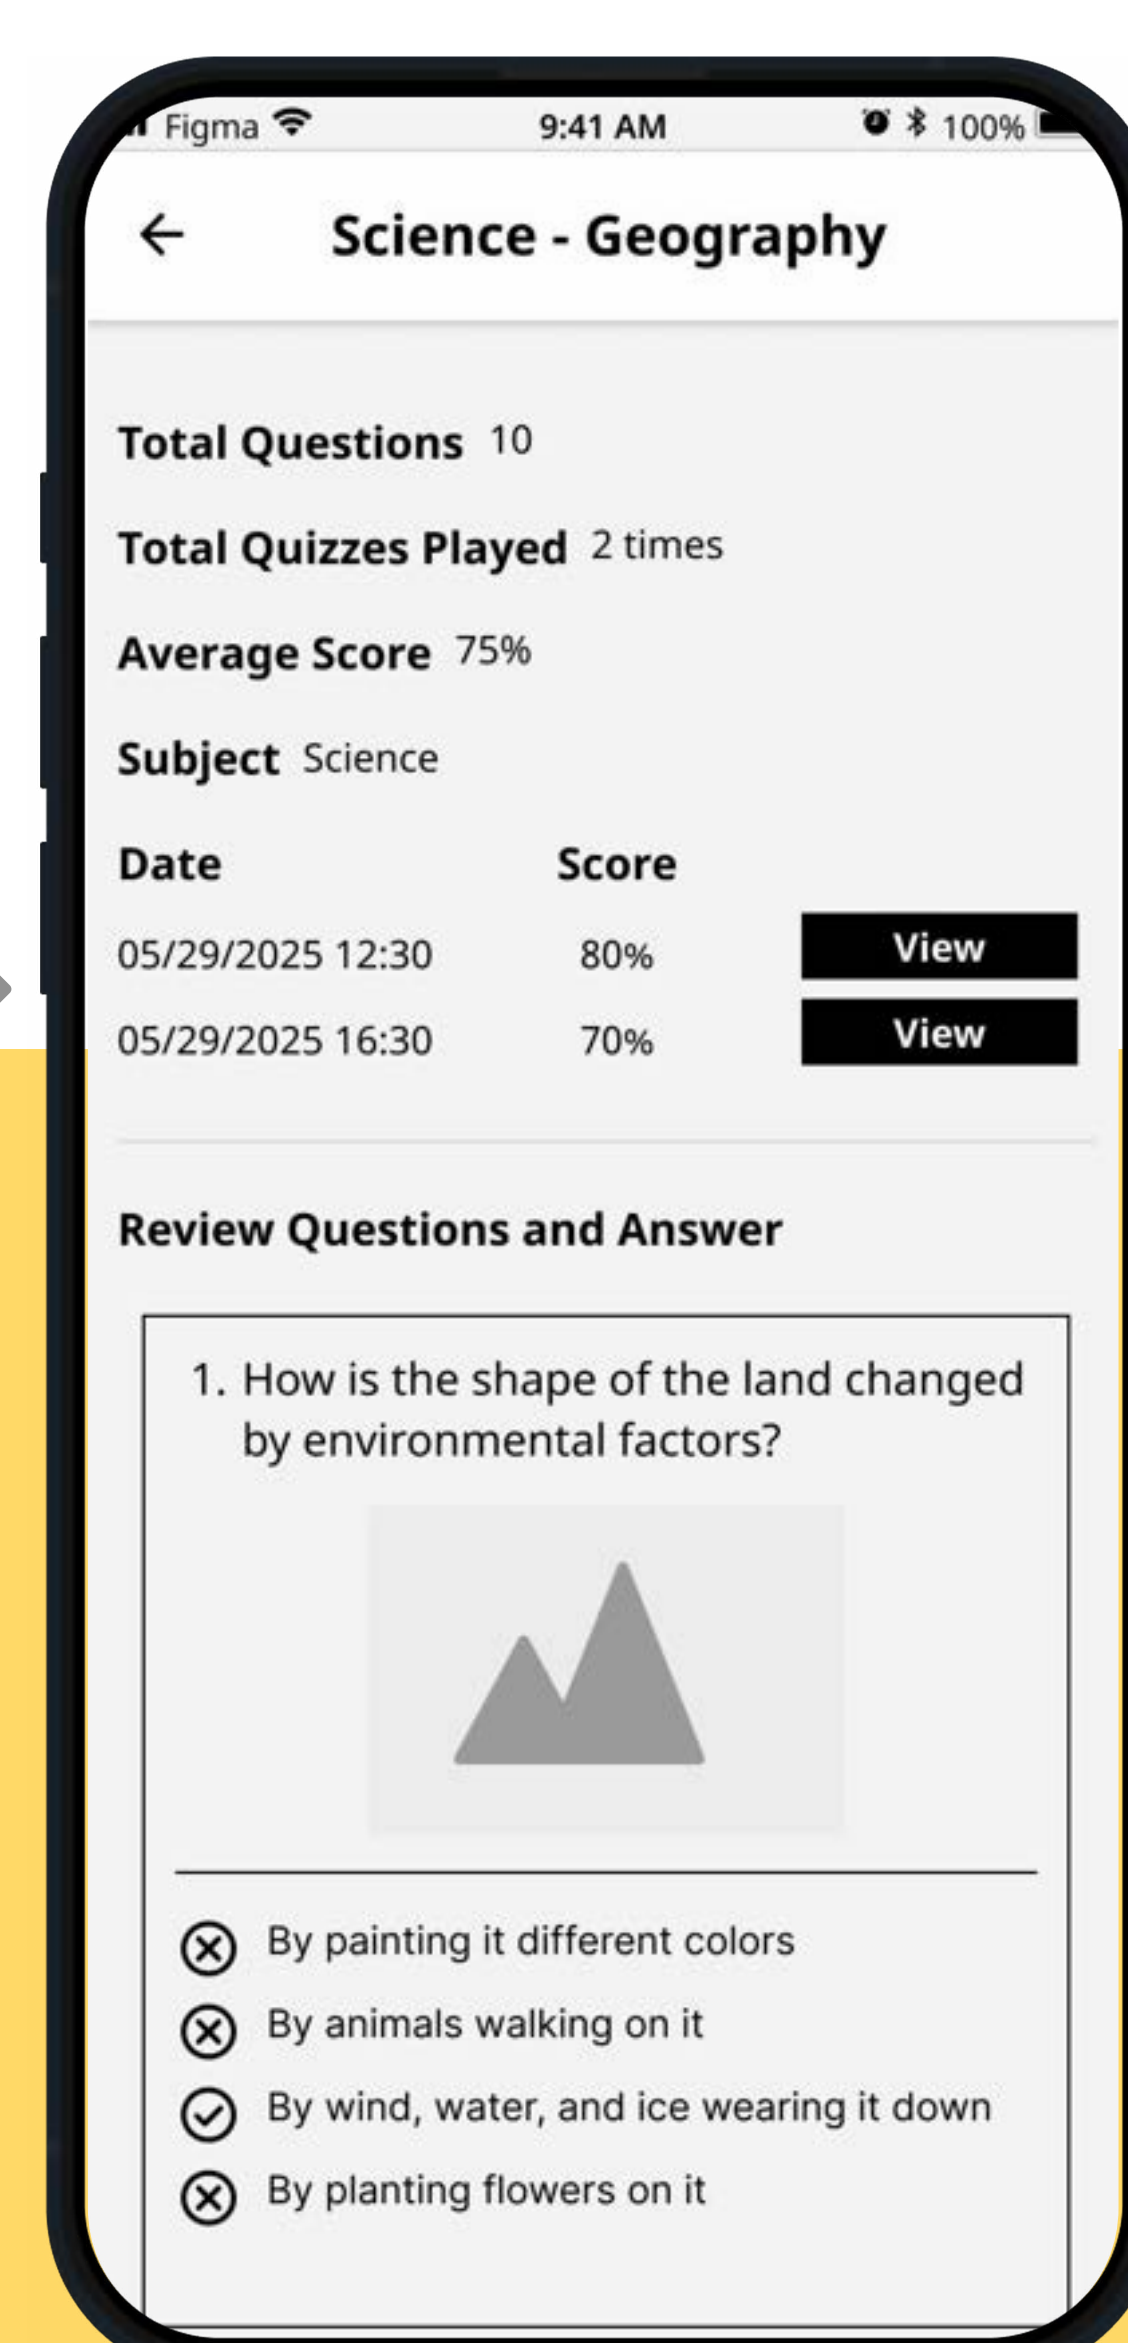 Figma 9:41 AM 100%
Science - Geography
Total Questions 10
Total Quizzes Played 2 times
Average Score 75%
Subject Science
Date Score
05/29/2025 12:30 80% View
05/29/2025 16:30 70% View
Review Questions and Answer
1. How is the shape of the land changed
by environmental factors?
By painting it different colors
By animals walking on it
By wind, water, and ice wearing it down
By planting flowers on it